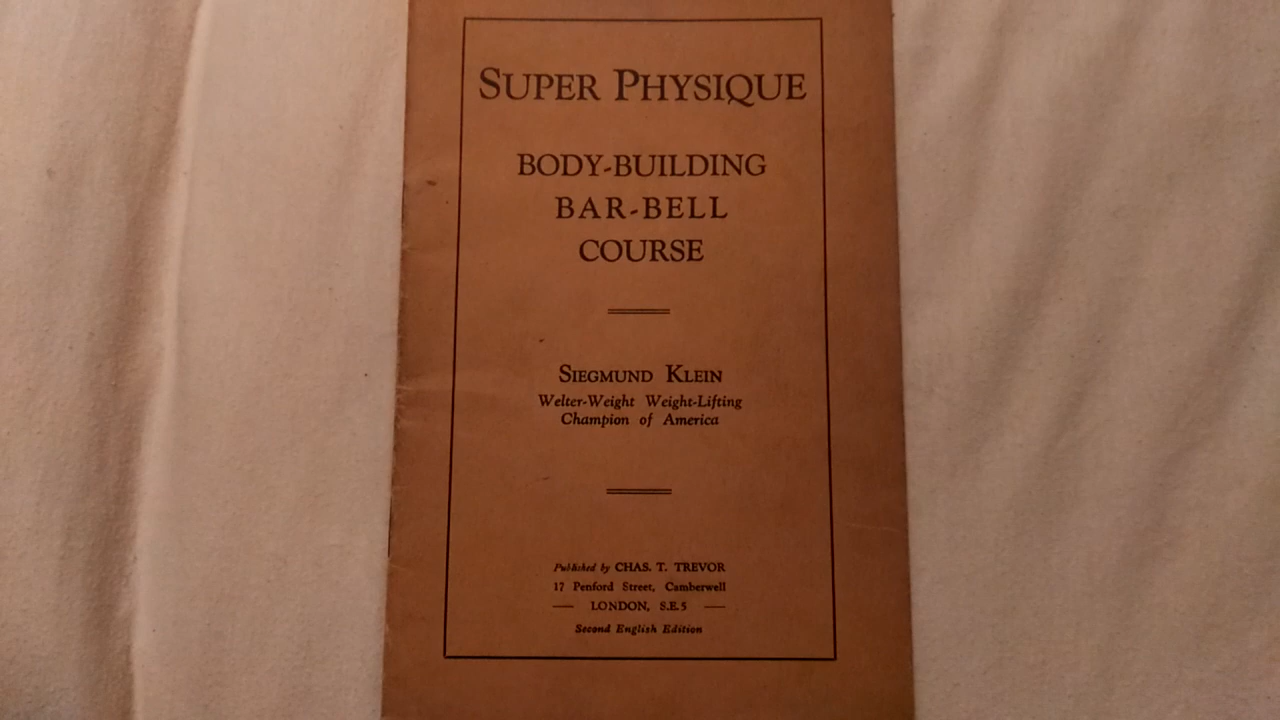 SUPER PHYSIQUE
BODY-BUILDING
BAR-BELL
COURSE
SIEGMUND KLEIN
Welter-Weight Weight-Lifting
Champion of America
Published by CHAS. T. TREVOR
17 Penford Street, Camberwell
LONDON, S.E.5
Second English Edition